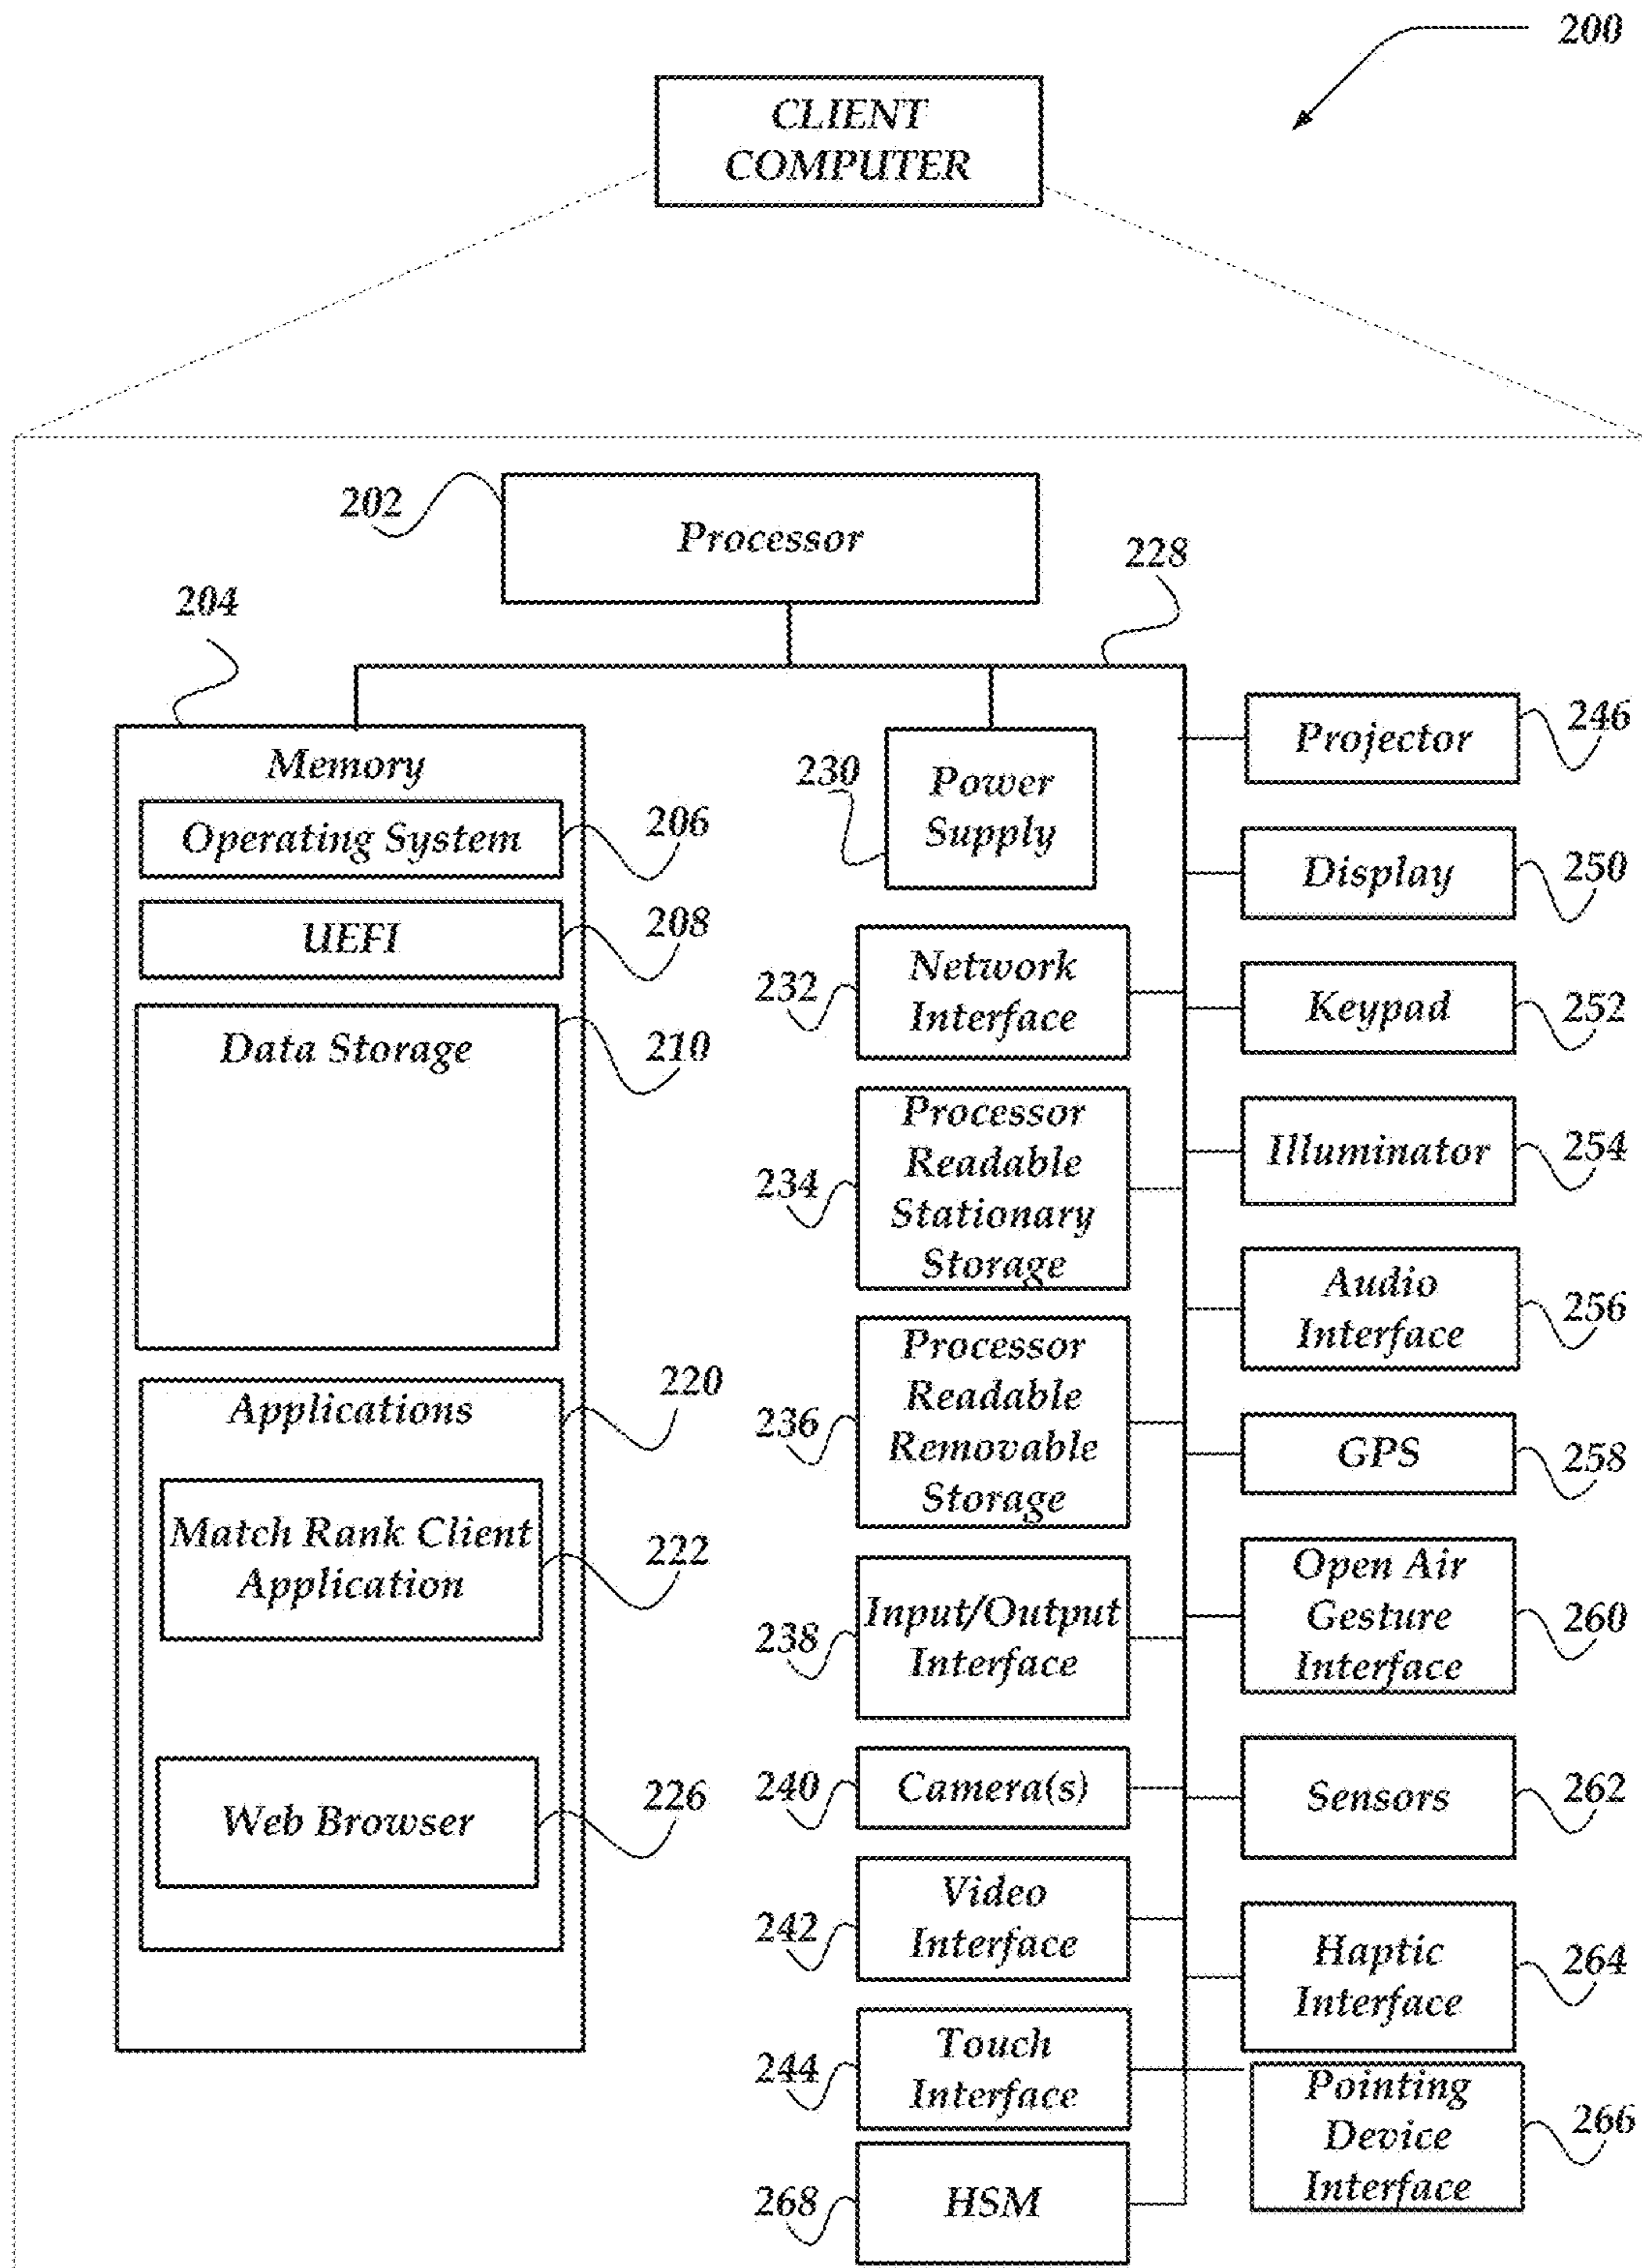 200
CLIENT
COMPUTER
202
Processor
228
204
Memory
Operating System
206
UEFI
208
Data Storage
210
Applications
220
Match Rank Client
Application
222
Web Browser
226
230
Power
Supply
232
Network
Interface
234
Processor
Readable
Stationary
Storage
236
Processor
Readable
Removable
Storage
238
Input/Output
Interface
240
Camera(s)
242
Video
Interface
244
Touch
Interface
268
HSM
Projector
246
Display
250
Keypad
252
Illuminator
254
Audio
Interface
256
GPS
258
Open Air
Gesture
Interface
260
Sensors
262
Haptic
Interface
264
Pointing
Device
Interface
266